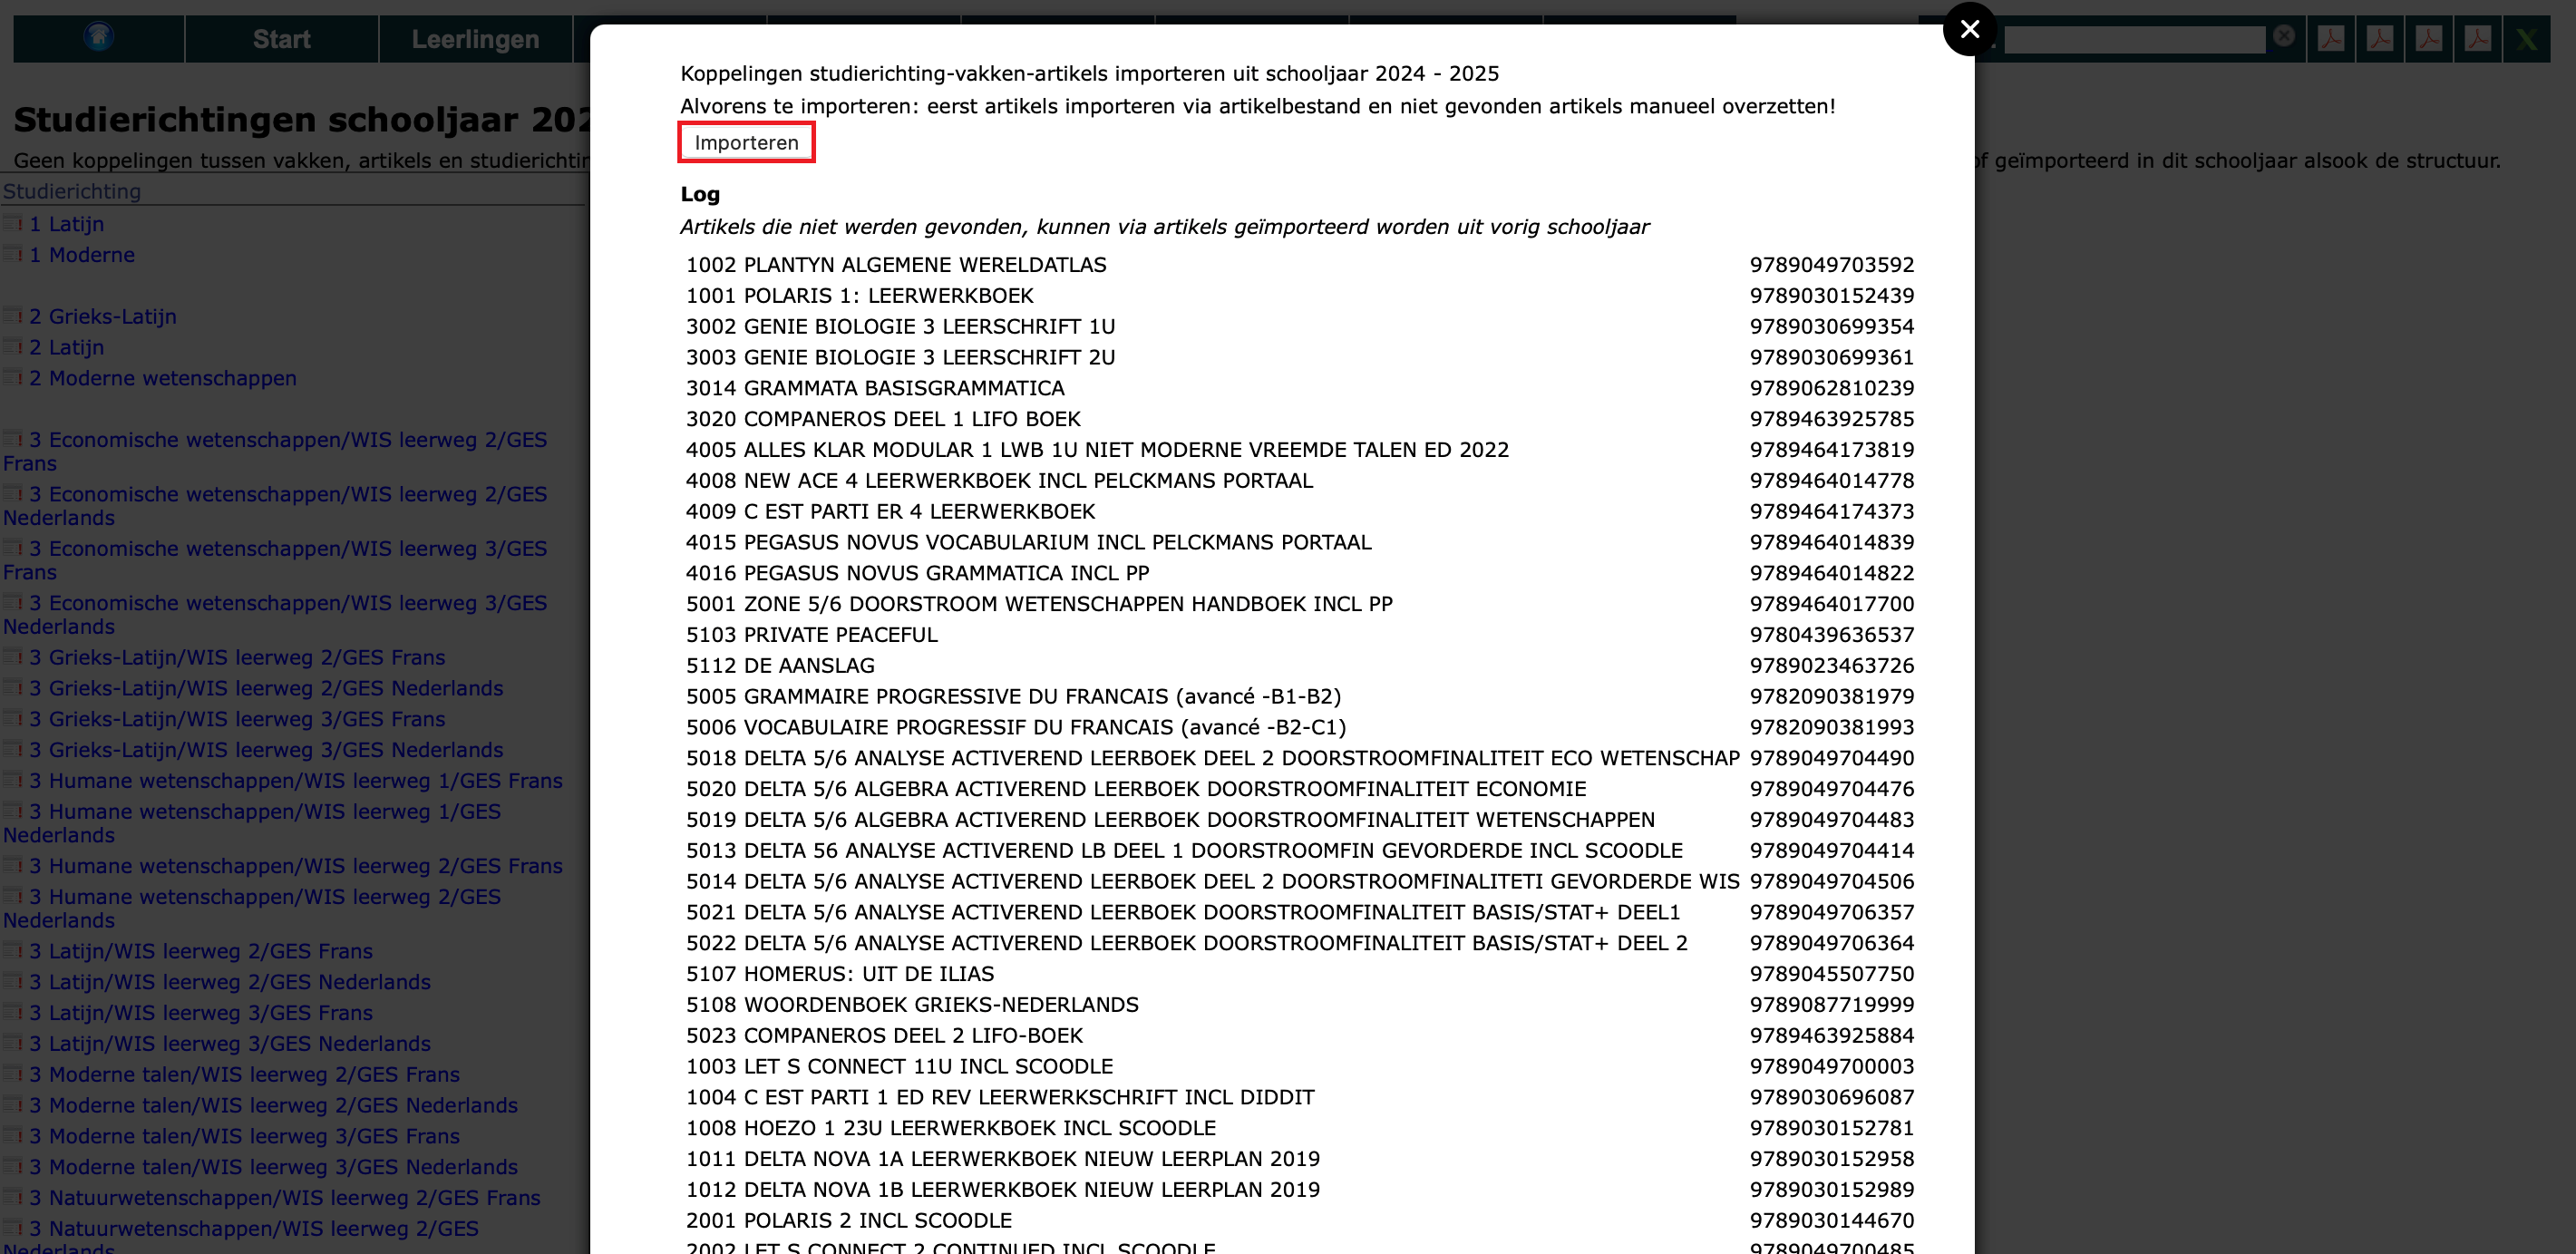 Start
Leerlingen
Studierichtingen schooljaar 202
Geen koppelingen tussen vakken, artikels en studierichtin
of geïmporteerd in dit schooljaar alsook de structuur.
Studierichting
1 Latijn
1 Moderne
2 Grieks-Latijn
2 Latijn
2 Moderne wetenschappen
3 Economische wetenschappen/WIS leerweg 2/GES
Frans
3 Economische wetenschappen/WIS leerweg 2/GES
Nederlands
3 Economische wetenschappen/WIS leerweg 3/GES
Frans
3 Economische wetenschappen/WIS leerweg 3/GES
Nederlands
3 Grieks-Latijn/WIS leerweg 2/GES Frans
3 Grieks-Latijn/WIS leerweg 2/GES Nederlands
3 Grieks-Latijn/WIS leerweg 3/GES Frans
3 Grieks-Latijn/WIS leerweg 3/GES Nederlands
3 Humane wetenschappen/WIS leerweg 1/GES Frans
3 Humane wetenschappen/WIS leerweg 1/GES
Nederlands
3 Humane wetenschappen/WIS leerweg 2/GES Frans
3 Humane wetenschappen/WIS leerweg 2/GES
Nederlands
3 Latijn/WIS leerweg 2/GES Frans
3 Latijn/WIS leerweg 2/GES Nederlands
3 Latijn/WIS leerweg 3/GES Frans
3 Latijn/WIS leerweg 3/GES Nederlands
3 Moderne talen/WIS leerweg 2/GES Frans
3 Moderne talen/WIS leerweg 2/GES Nederlands
3 Moderne talen/WIS leerweg 3/GES Frans
3 Moderne talen/WIS leerweg 3/GES Nederlands
3 Natuurwetenschappen/WIS leerweg 2/GES Frans
3 Natuurwetenschappen/WIS leerweg 2/GES
Nederlands
Koppelingen studierichting-vakken-artikels importeren uit schooljaar 2024 - 2025
Alvorens te importeren: eerst artikels importeren via artikelbestand en niet gevonden artikels manueel overzetten!
Importeren
Log
Artikels die niet werden gevonden, kunnen via artikels geïmporteerd worden uit vorig schooljaar
1002 PLANTYN ALGEMENE WERELDATLAS 9789049703592
1001 POLARIS 1: LEERWERKBOEK 9789030152439
3002 GENIE BIOLOGIE 3 LEERSCHRIFT 1U 9789030699354
3003 GENIE BIOLOGIE 3 LEERSCHRIFT 2U 9789030699361
3014 GRAMMATA BASISGRAMMATICA 9789062810239
3020 COMPANEROS DEEL 1 LIFO BOEK 9789463925785
4005 ALLES KLAR MODULAR 1 LWB 1U NIET MODERNE VREEMDE TALEN ED 2022 9789464173819
4008 NEW ACE 4 LEERWERKBOEK INCL PELCKMANS PORTAAL 9789464014778
4009 C EST PARTI ER 4 LEERWERKBOEK 9789464174373
4015 PEGASUS NOVUS VOCABULARIUM INCL PELCKMANS PORTAAL 9789464014839
4016 PEGASUS NOVUS GRAMMATICA INCL PP 9789464014822
5001 ZONE 5/6 DOORSTROOM WETENSCHAPPEN HANDBOEK INCL PP 9789464017700
5103 PRIVATE PEACEFUL 9780439636537
5112 DE AANSLAG 9789023463726
5005 GRAMMAIRE PROGRESSIVE DU FRANCAIS (avancé -B1-B2) 9782090381979
5006 VOCABULAIRE PROGRESSIF DU FRANCAIS (avancé -B2-C1) 9782090381993
5018 DELTA 5/6 ANALYSE ACTIVEREND LEERBOEK DEEL 2 DOORSTROOMFINALITEIT ECO WETENSCHAP 9789049704490
5020 DELTA 5/6 ALGEBRA ACTIVEREND LEERBOEK DOORSTROOMFINALITEIT ECONOMIE 9789049704476
5019 DELTA 5/6 ALGEBRA ACTIVEREND LEERBOEK DOORSTROOMFINALITEIT WETENSCHAPPEN 9789049704483
5013 DELTA 56 ANALYSE ACTIVEREND LB DEEL 1 DOORSTROOMFIN GEVORDERDE INCL SCOODLE 9789049704414
5014 DELTA 5/6 ANALYSE ACTIVEREND LEERBOEK DEEL 2 DOORSTROOMFINALITETI GEVORDERDE WIS 9789049704506
5021 DELTA 5/6 ANALYSE ACTIVEREND LEERBOEK DOORSTROOMFINALITEIT BASIS/STAT+ DEEL1 9789049706357
5022 DELTA 5/6 ANALYSE ACTIVEREND LEERBOEK DOORSTROOMFINALITEIT BASIS/STAT+ DEEL 2 9789049706364
5107 HOMERUS: UIT DE ILIAS 9789045507750
5108 WOORDENBOEK GRIEKS-NEDERLANDS 9789087719999
5023 COMPANEROS DEEL 2 LIFO-BOEK 9789463925884
1003 LET S CONNECT 11U INCL SCOODLE 9789049700003
1004 C EST PARTI 1 ED REV LEERWERKSCHRIFT INCL DIDDIT 9789030696087
1008 HOEZO 1 23U LEERWERKBOEK INCL SCOODLE 9789030152781
1011 DELTA NOVA 1A LEERWERKBOEK NIEUW LEERPLAN 2019 9789030152958
1012 DELTA NOVA 1B LEERWERKBOEK NIEUW LEERPLAN 2019 9789030152989
2001 POLARIS 2 INCL SCOODLE 9789030144670
2002 LET S CONNECT 2 CONTINUED INCL SCOODLE 9789049700485